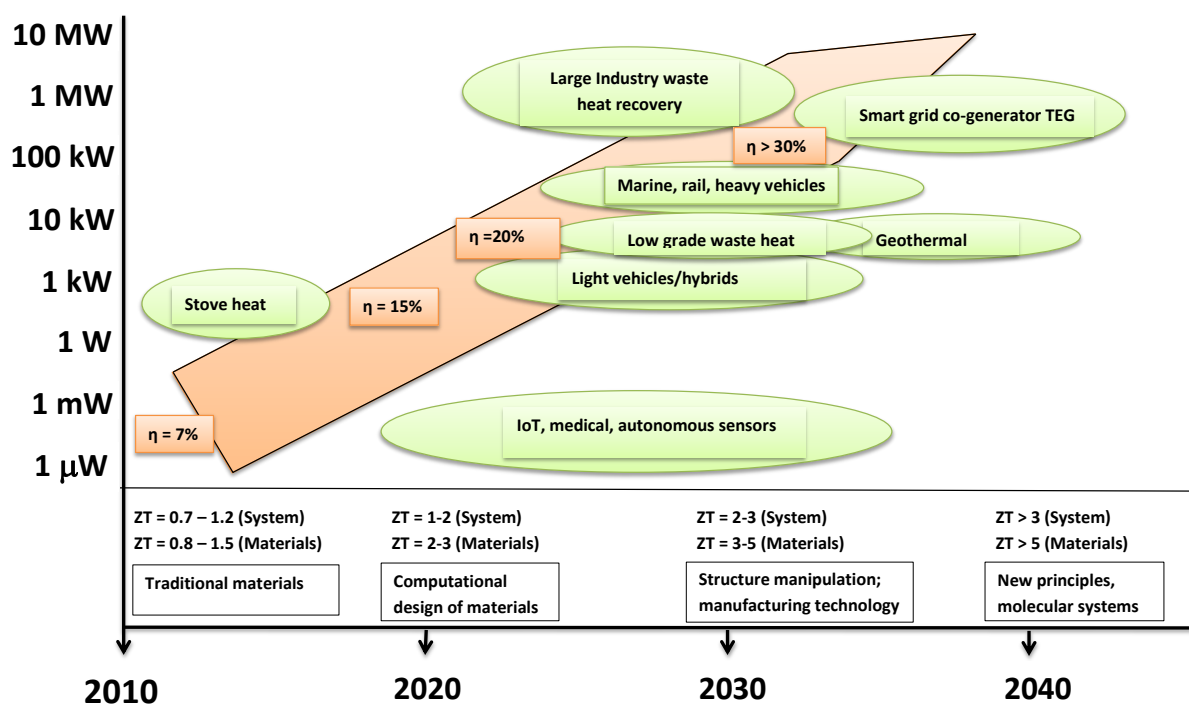 10 MW
1 MW
100 kW
10 kW
1 kW
1 W
1 mW
1 μW
Large Industry waste
heat recovery
Smart grid co-generator TEG
η > 30%
Marine, rail, heavy vehicles
η =20%
Low grade waste heat
Geothermal
Light vehicles/hybrids
Stove heat
η = 15%
IoT, medical, autonomous sensors
η = 7%
ZT = 0.7 – 1.2 (System)
ZT = 0.8 – 1.5 (Materials)
Traditional materials
ZT = 1-2 (System)
ZT = 2-3 (Materials)
Computational
design of materials
ZT = 2-3 (System)
ZT = 3-5 (Materials)
Structure manipulation;
manufacturing technology
ZT > 3 (System)
ZT > 5 (Materials)
New principles,
molecular systems
2010
2020
2030
2040